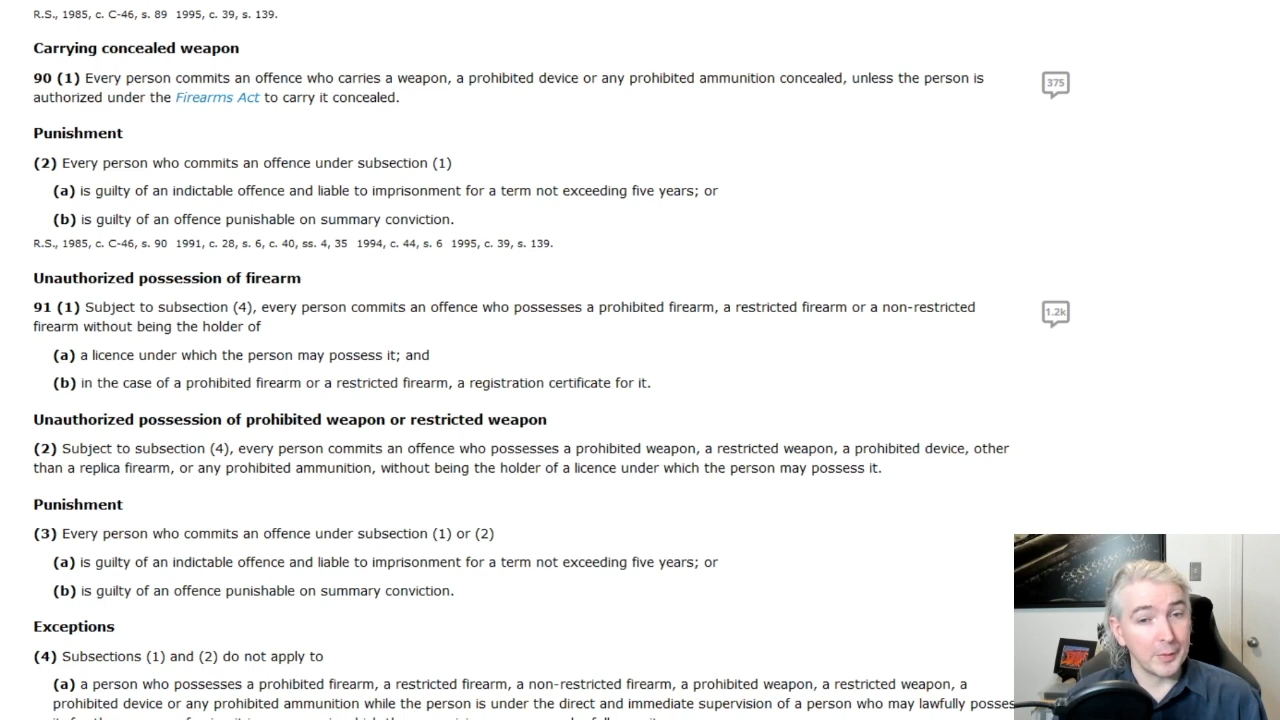 R.S., 1985, c. C-46, s. 89  1995, c. 39, s. 139.
Carrying concealed weapon
90 (1) Every person commits an offence who carries a weapon, a prohibited device or any prohibited ammunition concealed, unless the person is
authorized under the Firearms Act to carry it concealed.
375
Punishment
(2) Every person who commits an offence under subsection (1)
(a) is guilty of an indictable offence and liable to imprisonment for a term not exceeding five years; or
(b) is guilty of an offence punishable on summary conviction.
R.S., 1985, c. C-46, s. 90  1991, c. 28, s. 6, c. 40, ss. 4, 35  1994, c. 44, s. 6  1995, c. 39, s. 139.
Unauthorized possession of firearm
91 (1) Subject to subsection (4), every person commits an offence who possesses a prohibited firearm, a restricted firearm or a non-restricted
firearm without being the holder of
1.2k
(a) a licence under which the person may possess it; and
(b) in the case of a prohibited firearm or a restricted firearm, a registration certificate for it.
Unauthorized possession of prohibited weapon or restricted weapon
(2) Subject to subsection (4), every person commits an offence who possesses a prohibited weapon, a restricted weapon, a prohibited device, other
than a replica firearm, or any prohibited ammunition, without being the holder of a licence under which the person may possess it.
Punishment
(3) Every person who commits an offence under subsection (1) or (2)
(a) is guilty of an indictable offence and liable to imprisonment for a term not exceeding five years; or
(b) is guilty of an offence punishable on summary conviction.
Exceptions
(4) Subsections (1) and (2) do not apply to
(a) a person who possesses a prohibited firearm, a restricted firearm, a non-restricted firearm, a prohibited weapon, a restricted weapon, a
prohibited device or any prohibited ammunition while the person is under the direct and immediate supervision of a person who may lawfully posses